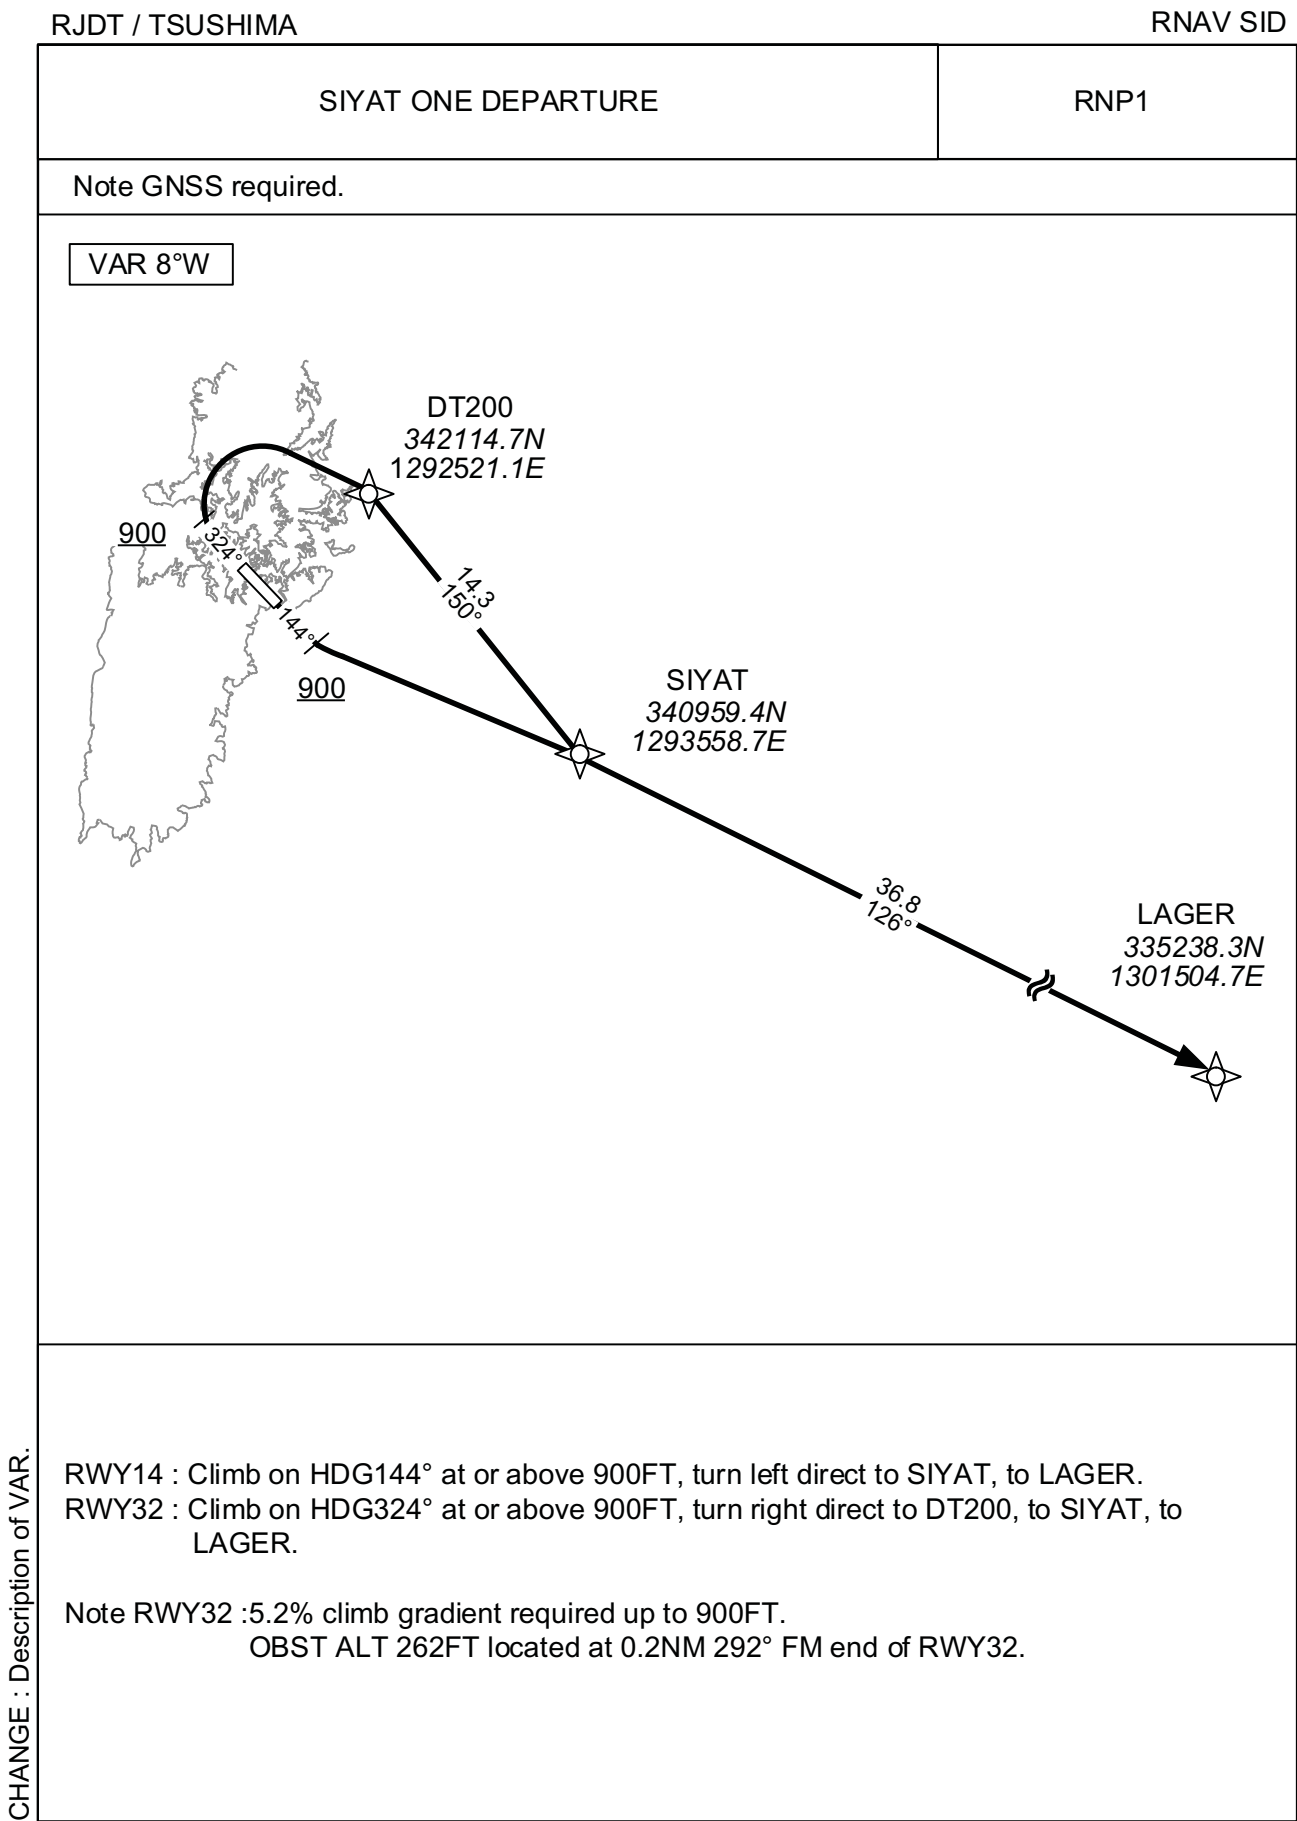 RJDT / TSUSHIMA
RNAV SID
SIYAT ONE DEPARTURE
RNP1
Note GNSS required.
VAR 8°W
DT200
342114.7N
1292521.1E
900
324°
144°
900
14.3
150°
SIYAT
340959.4N
1293558.7E
36.8
126°
LAGER
335238.3N
1301504.7E
RWY14 : Climb on HDG144° at or above 900FT, turn left direct to SIYAT, to LAGER.
RWY32 : Climb on HDG324° at or above 900FT, turn right direct to DT200, to SIYAT, to
LAGER.
Note RWY32 :5.2% climb gradient required up to 900FT.
OBST ALT 262FT located at 0.2NM 292° FM end of RWY32.
CHANGE : Description of VAR.